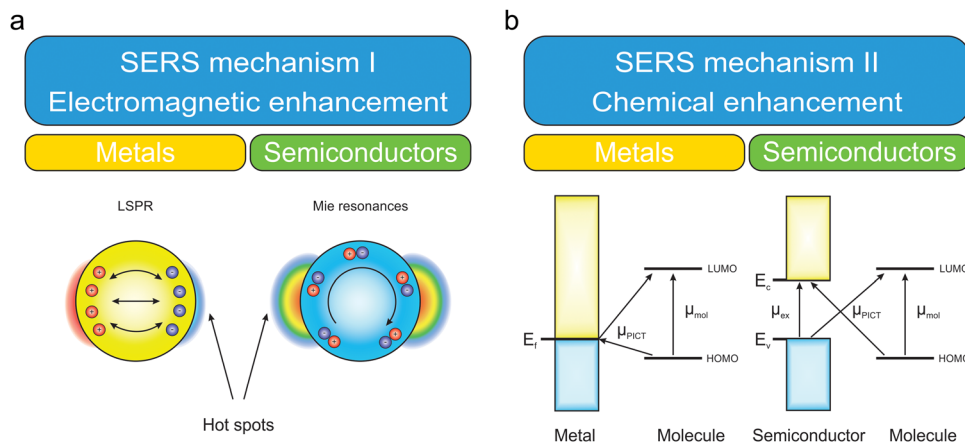 a
SERS mechanism I
Electromagnetic enhancement
Metals
Semiconductors
LSPR
Mie resonances
+
+
+
+
-
-
-
-
Hot spots
b
SERS mechanism II
Chemical enhancement
Metals
Semiconductors
LUMO
μmol
μPICT
Ef
HOMO
Metal
Molecule
LUMO
Ec
μex
μPICT
μmol
Ev
HOMO
Semiconductor
Molecule